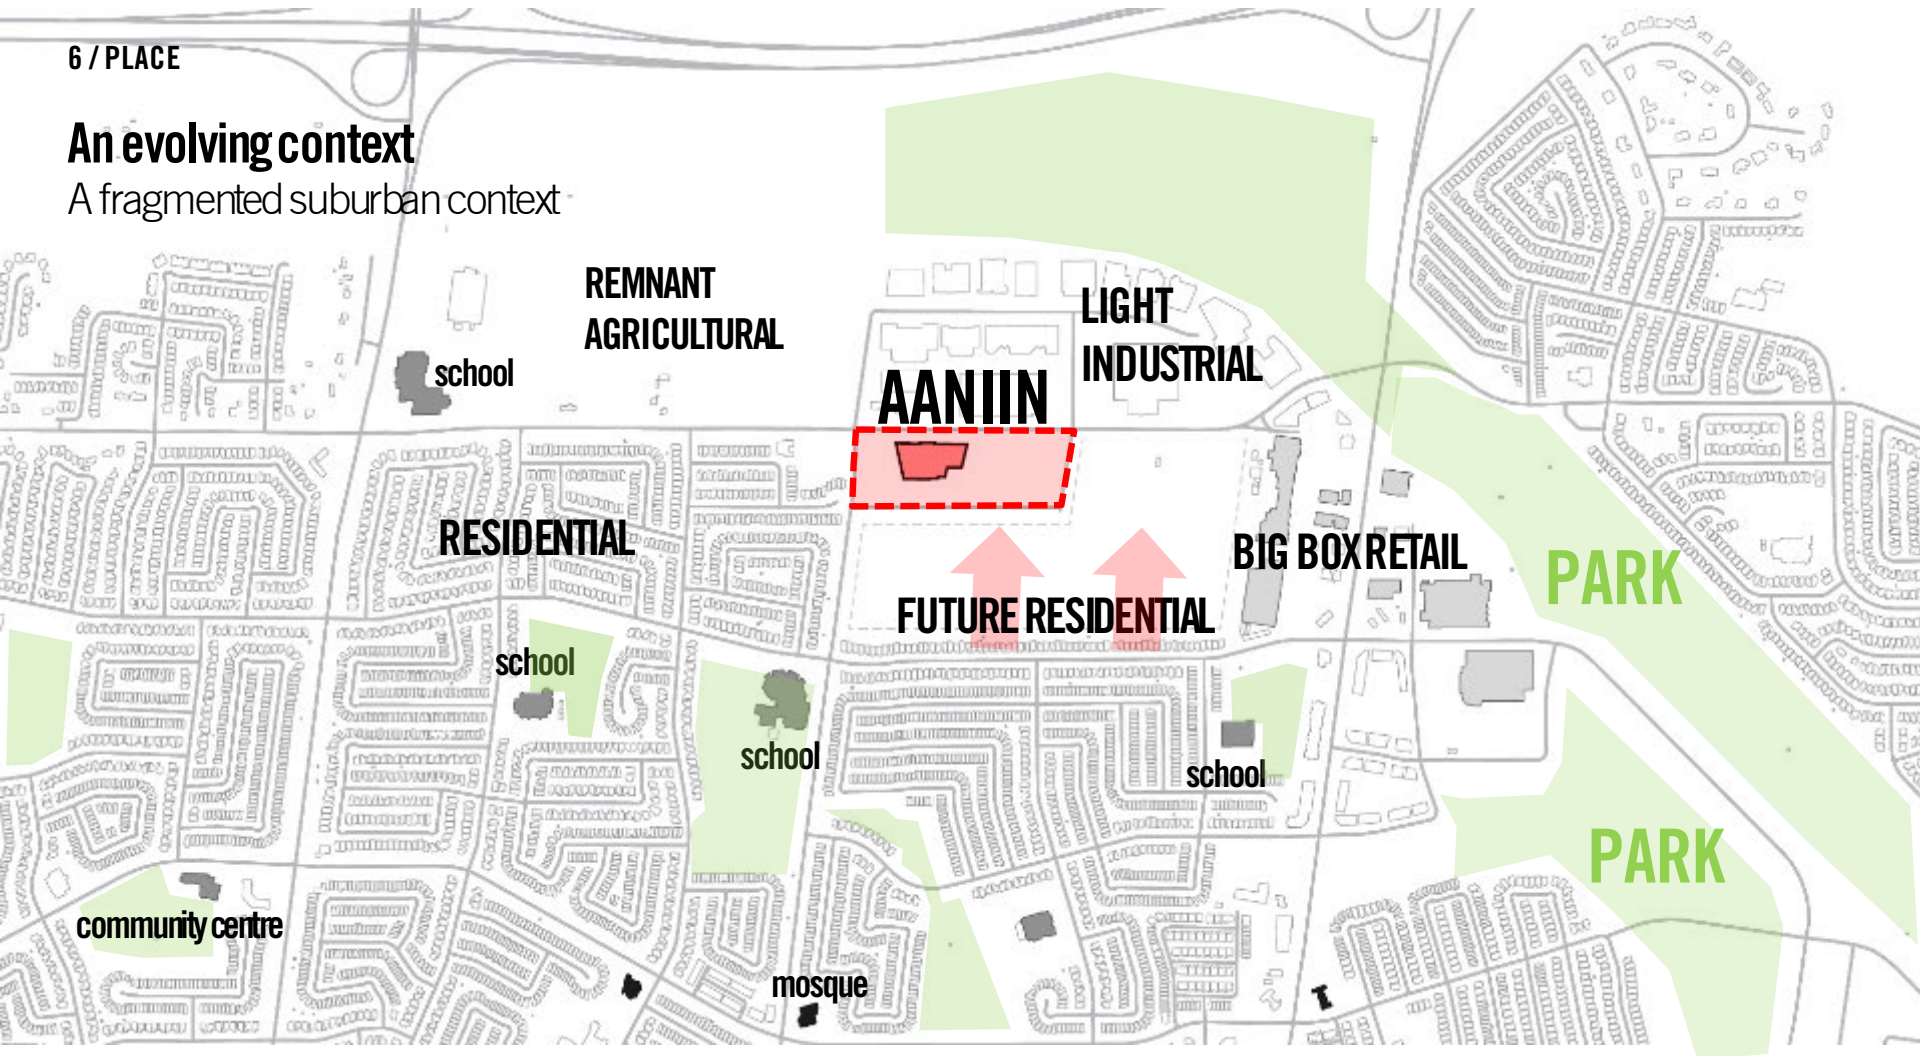 6 / PLACE
An evolving context
A fragmented suburban context
REMNANT
AGRICULTURAL
LIGHT
INDUSTRIAL
school
AANIIN
RESIDENTIAL
BIG BOX RETAIL
PARK
FUTURE RESIDENTIAL
school
school
school
PARK
community centre
mosque